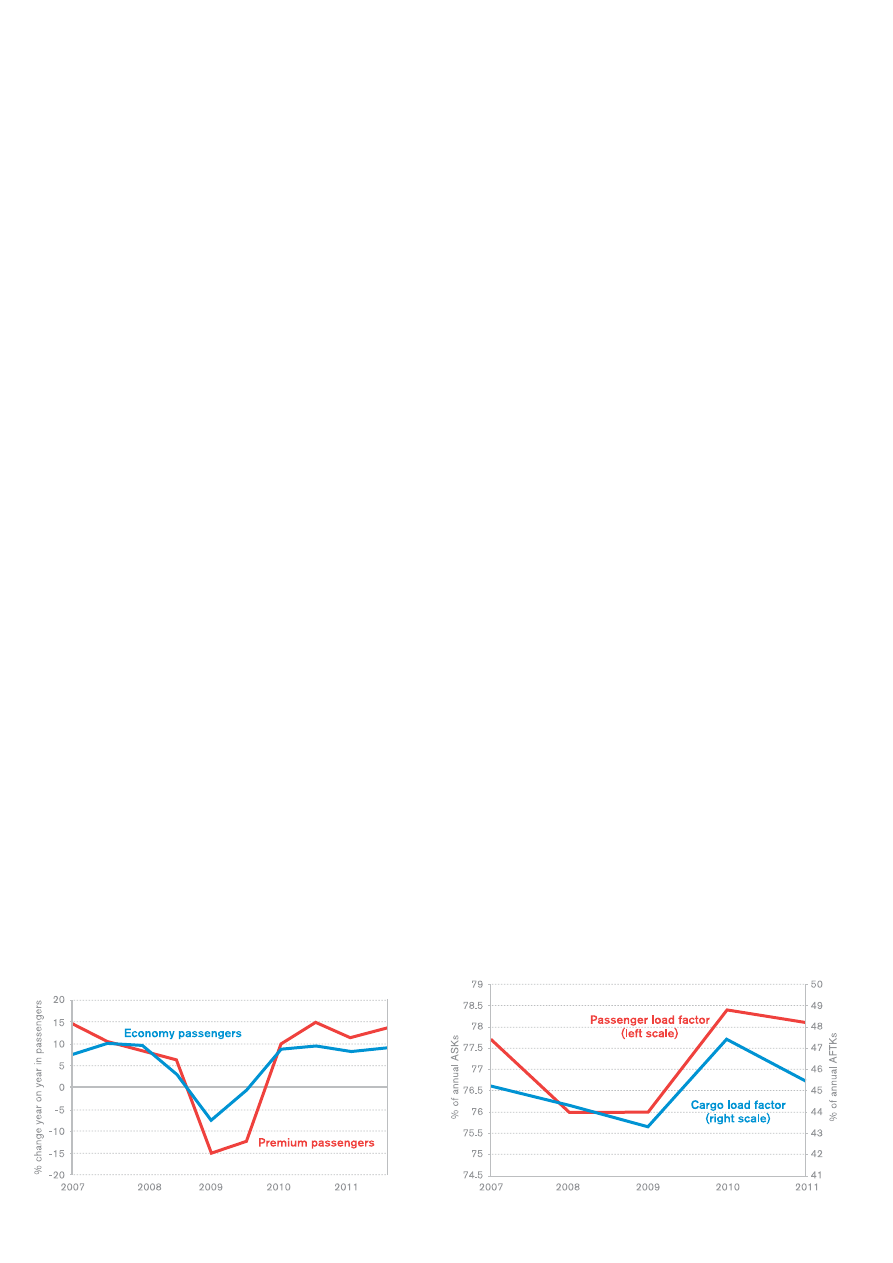 % change year on year in passengers
20
15
10
5
0
-5
-10
-15
-20
Economy passengers
Premium passengers
2007 2008 2009 2010 2011
% of annual ASKs
79
78.5
78
77.5
77
76.5
76
75.5
75
74.5
Passenger load factor
(left scale)
Cargo load factor
(right scale)
50
49
48
47
46
45
44
43
42
41
% of annual AFTKs
2007 2008 2009 2010 2011